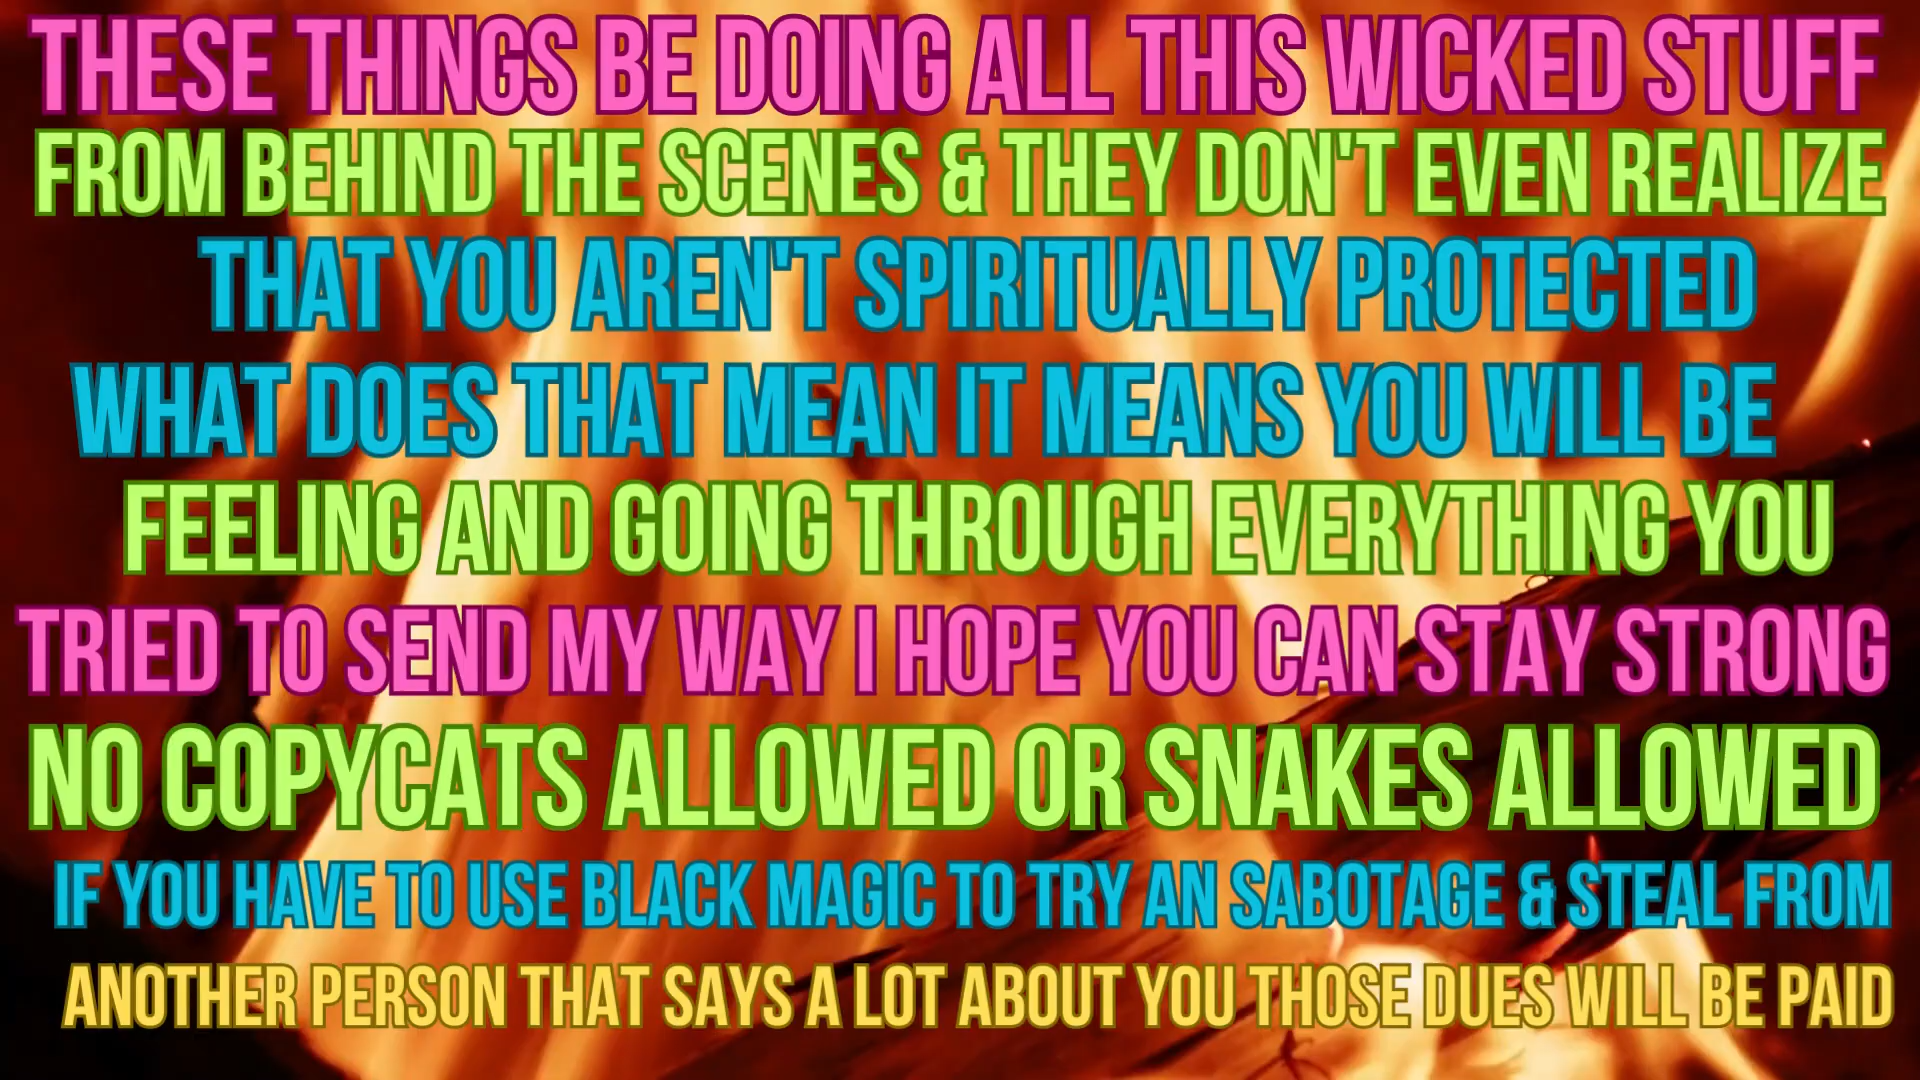 THESE THINGS BE DOING ALL THIS WICKED STUFF
FROM BEHIND THE SCENES & THEY DON'T EVEN REALIZE
THAT YOU AREN'T SPIRITUALLY PROTECTED
WHAT DOES THAT MEAN IT MEANS YOU WILL BE
FEELING AND GOING THROUGH EVERYTHING YOU
TRIED TO SEND MY WAY I HOPE YOU CAN STAY STRONG
NO COPYCATS ALLOWED OR SNAKES ALLOWED
IF YOU HAVE TO USE BLACK MAGIC TO TRY AN SABOTAGE & STEAL FROM
ANOTHER PERSON THAT SAYS A LOT ABOUT YOU THOSE DUES WILL BE PAID